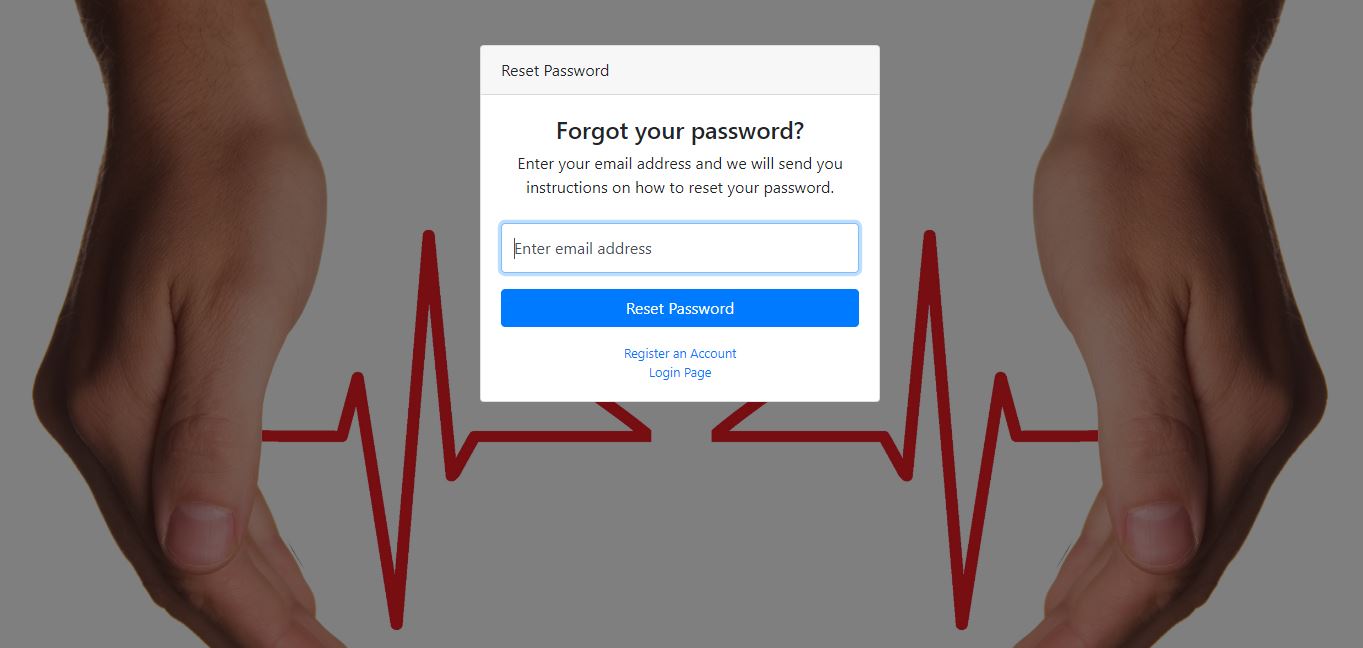 Reset Password
Forgot your password?
Enter your email address and we will send you
instructions on how to reset your password.
Enter email address
Reset Password
Register an Account
Login Page